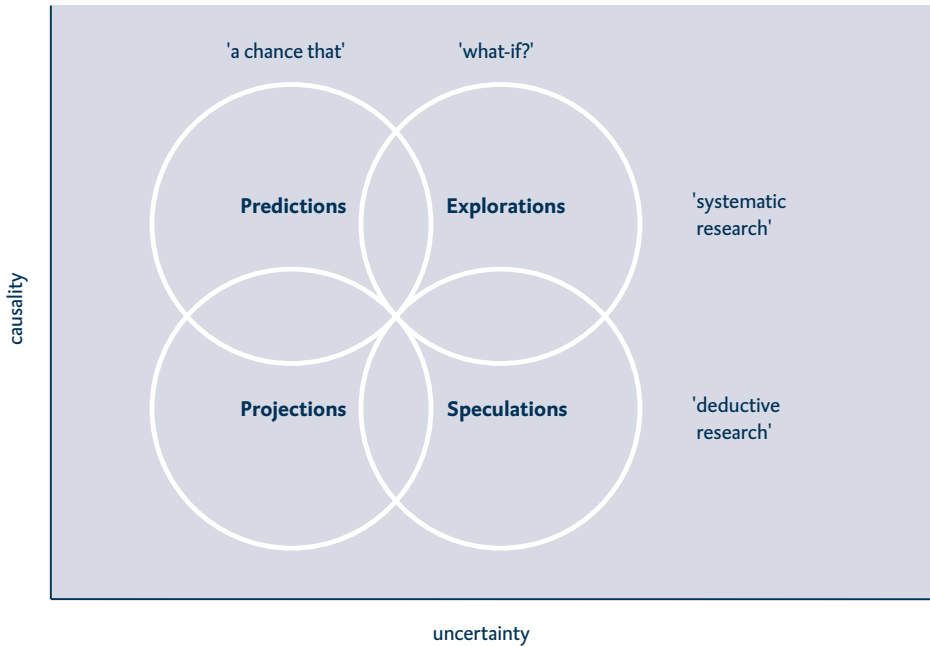 'a chance that'
'what-if?'
Predictions
Explorations
'systematic
research'
causality
Projections
Speculations
'deductive
research'
uncertainty